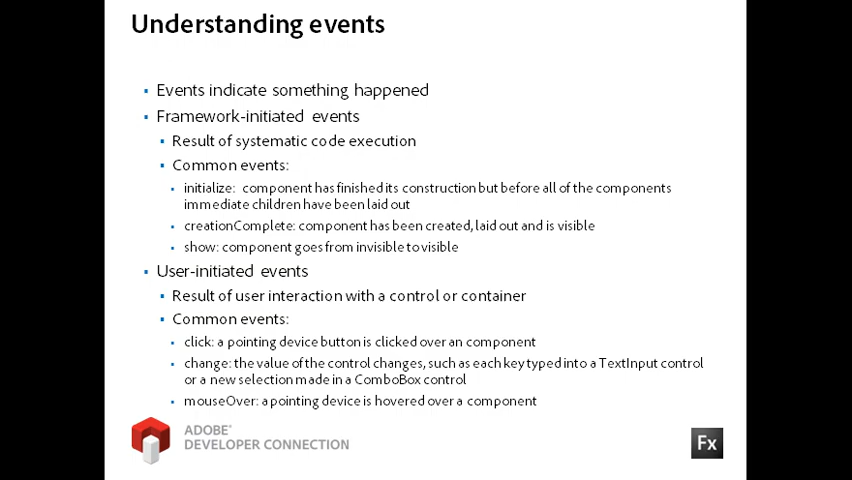 Understanding events
▪ Events indicate something happened
▪ Framework-initiated events
▪ Result of systematic code execution
▪ Common events:
▪ initialize: component has finished its construction but before all of the components
immediate children have been laid out
▪ creationComplete: component has been created, laid out and is visible
▪ show: component goes from invisible to visible
▪ User-initiated events
▪ Result of user interaction with a control or container
▪ Common events:
▪ click: a pointing device button is clicked over an component
▪ change: the value of the control changes, such as each key typed into a TextInput control
or a new selection made in a ComboBox control
▪ mouseOver: a pointing device is hovered over a component
ADOBE®
DEVELOPER CONNECTION
Fx